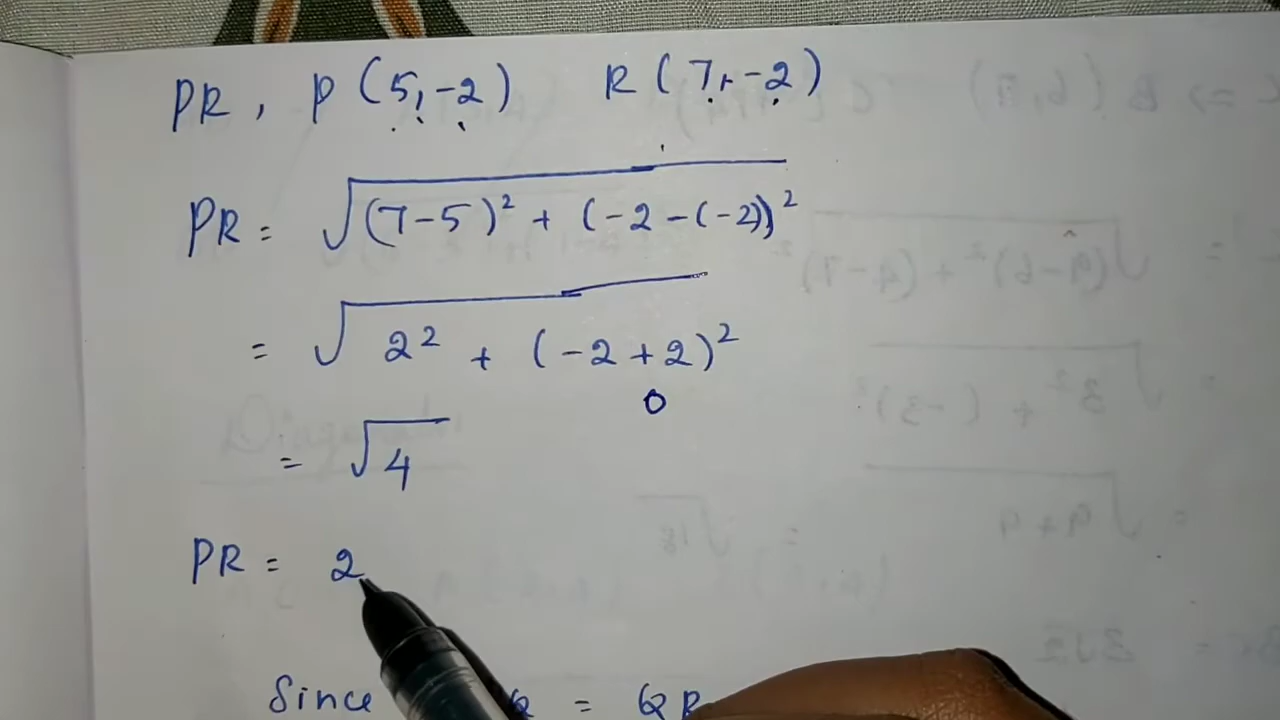 PR, P (5, -2) R (7, -2)
PR = √(7-5)² + (-2-(-2))²
= √2² + (-2+2)²
0
= √4
PR = 2
Since = QR